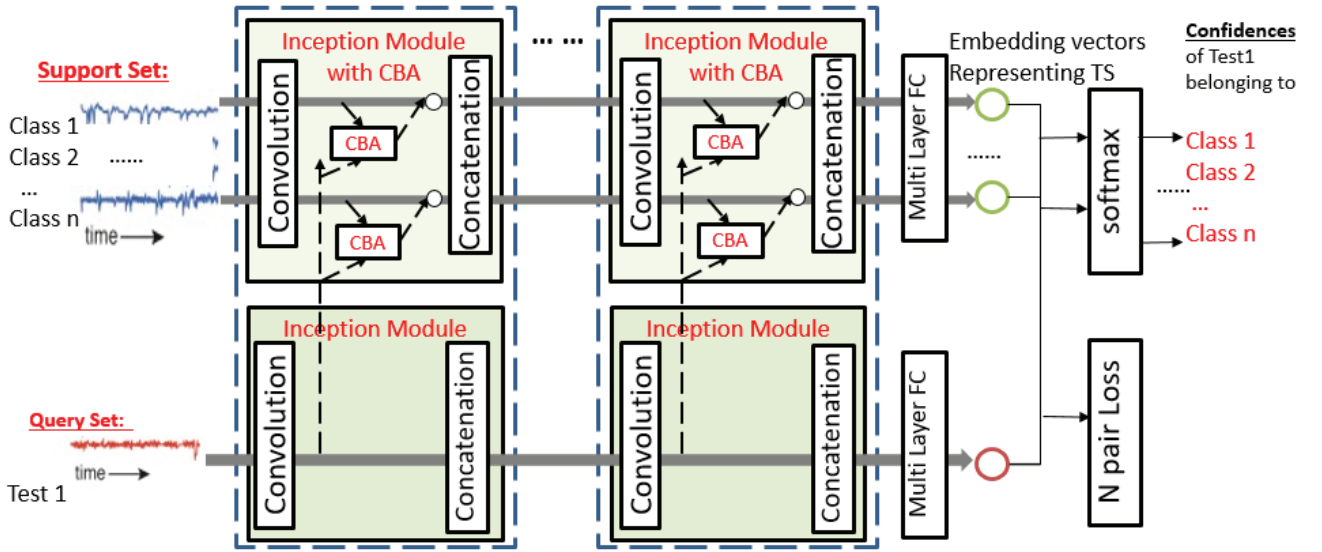 Support Set:
Class 1
Class 2 ......
...
Class n
time
Inception Module
with CBA
Convolution
CBA
CBA
Concatenation
... ...
Inception Module
with CBA
Convolution
CBA
CBA
Concatenation
Multi Layer FC
Embedding vectors
Representing TS
......
softmax
Confidences
of Test1
belonging to
Class 1
Class 2
......
...
Class n
Query Set:
time
Test 1
Inception Module
Convolution
Concatenation
Inception Module
Convolution
Concatenation
Multi Layer FC
N pair Loss